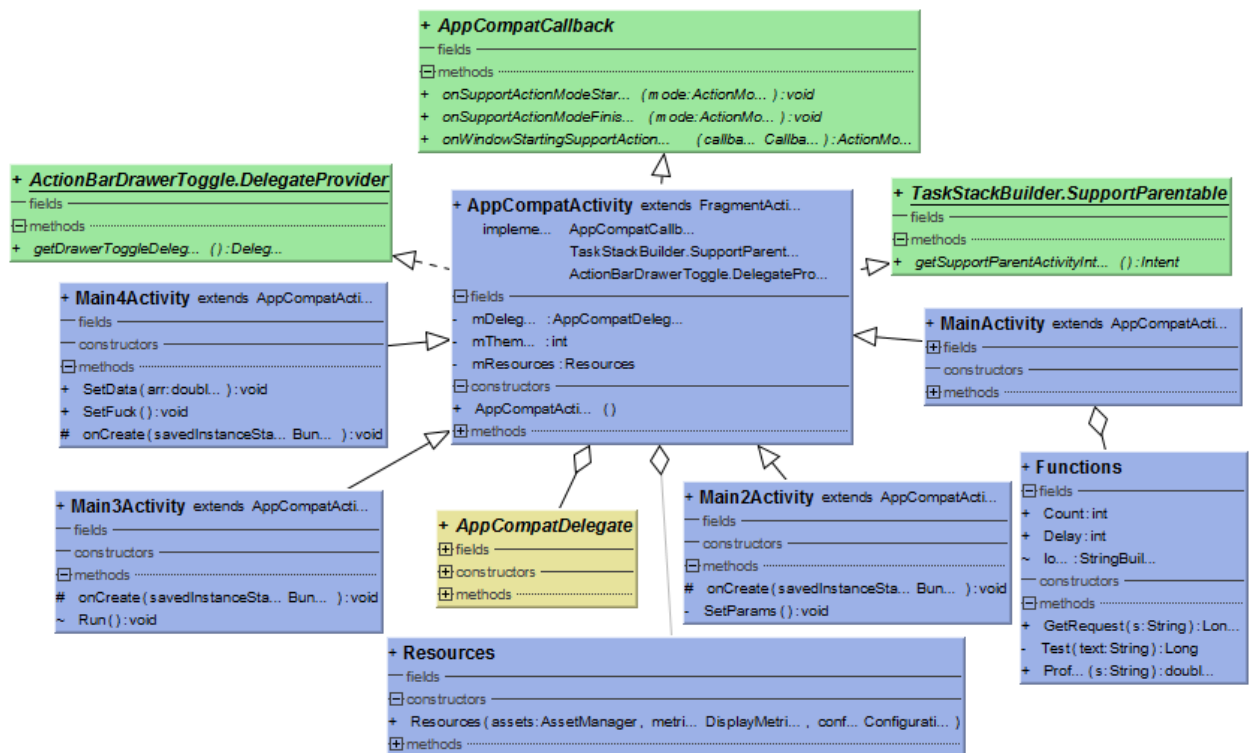 + AppCompatCallback
fields
methods
+ onSupportActionModeStar... (mode:ActionMo... ):void
+ onSupportActionModeFinis... (mode:ActionMo... ):void
+ onWindowStartingSupportAction... (callba... Callba... ):ActionMo...
+ ActionBarDrawerToggle.DelegateProvider
fields
methods
+ getDrawerToggleDeleg... ():Deleg...
+ AppCompatActivity extends FragmentActi...
impleme... AppCompatCallb...
TaskStackBuilder.SupportParent...
ActionBarDrawerToggle.DelegatePro...
fields
- mDeleg... :AppCompatDeleg...
- mThem... :int
- mResources:Resources
constructors
+ AppCompatActi... ()
methods
+ TaskStackBuilder.SupportParentable
fields
methods
+ getSupportParentActivityInt... ():Intent
+ Main4Activity extends AppCompatActi...
fields
constructors
methods
+ SetData(arr:doubl... ):void
+ SetFuck():void
# onCreate(savedInstanceSta... Bun... ):void
+ MainActivity extends AppCompatActi...
fields
constructors
methods
+ Main3Activity extends AppCompatActi...
fields
constructors
methods
# onCreate(savedInstanceSta... Bun... ):void
~ Run():void
+ AppCompatDelegate
fields
constructors
methods
+ Main2Activity extends AppCompatActi...
fields
constructors
methods
# onCreate(savedInstanceSta... Bun... ):void
- SetParams():void
+ Functions
fields
+ Count:int
+ Delay:int
~ lo... :StringBuil...
constructors
methods
+ GetRequest(s:String):Lon...
- Test(text:String):Long
+ Prof... (s:String):doubl...
+ Resources
fields
constructors
+ Resources(assets:AssetManager, metri... DisplayMetri... , conf... Configurati... )
methods